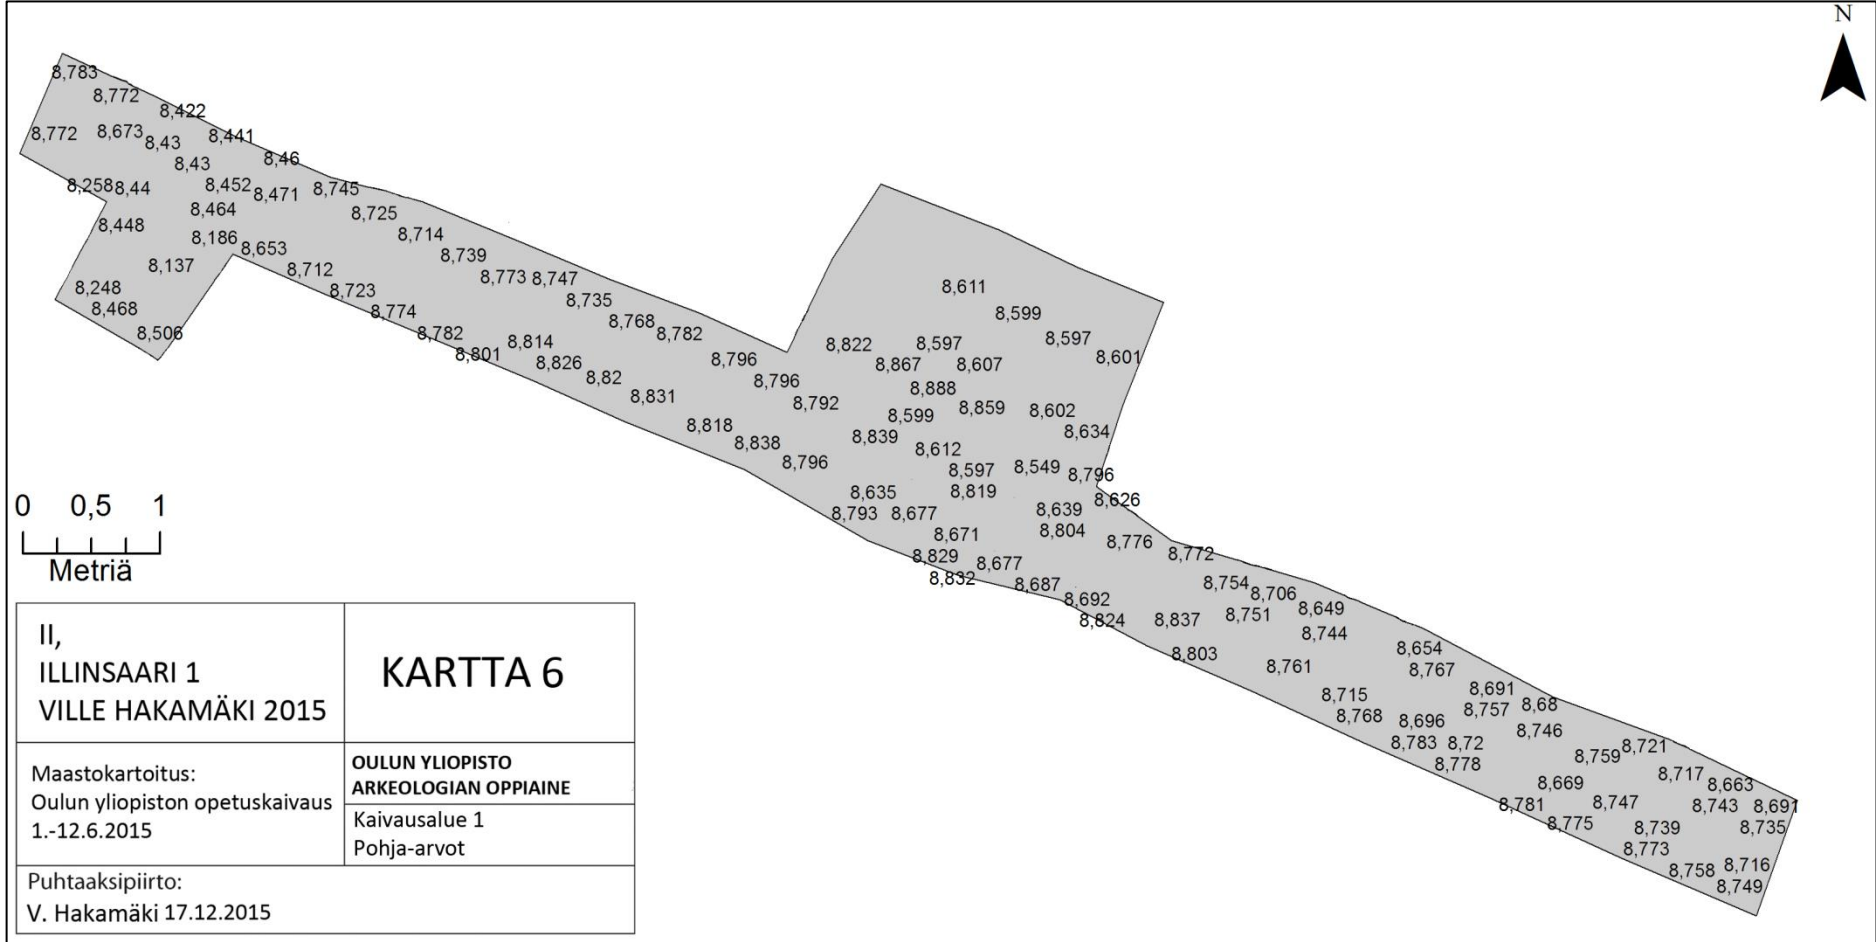 N
8,783
8,772
8,422
8,772 8,673 8,43 8,441
8,43 8,46
8,258 8,44 8,452 8,471 8,745
8,464 8,725
8,448 8,186 8,653 8,714
8,137 8,712 8,739
8,248 8,723 8,773 8,747
8,468 8,774 8,735
8,506 8,782 8,768 8,782
8,801 8,814 8,796
8,826 8,82 8,796
8,831 8,792
8,818
8,838
8,796
8,611
8,599
8,822 8,597 8,597
8,867 8,607 8,601
8,888
8,599 8,859 8,602
8,839 8,634
8,612
8,597 8,549 8,796
8,635 8,819 8,626
8,793 8,677 8,639
8,671 8,804 8,776
8,829 8,677 8,772
8,832 8,687 8,754
8,692 8,706
8,824 8,837 8,751 8,649
8,744
8,803 8,761 8,654
8,767
8,715 8,691
8,768 8,696 8,757 8,68
8,783 8,72 8,746
8,778 8,759 8,721
8,669 8,717 8,663
8,781 8,747 8,743 8,691
8,775 8,739 8,735
8,773
8,758 8,716
8,749
0 0,5 1
Metriä
II,
ILLINSAARI 1
VILLE HAKAMÄKI 2015
KARTTA 6
Maastokartoitus:
Oulun yliopiston opetuskaivaus
1.-12.6.2015
OULUN YLIOPISTO
ARKEOLOGIAN OPPIAINE
Kaivausalue 1
Pohja-arvot
Puhtaaksipiirto:
V. Hakamäki 17.12.2015